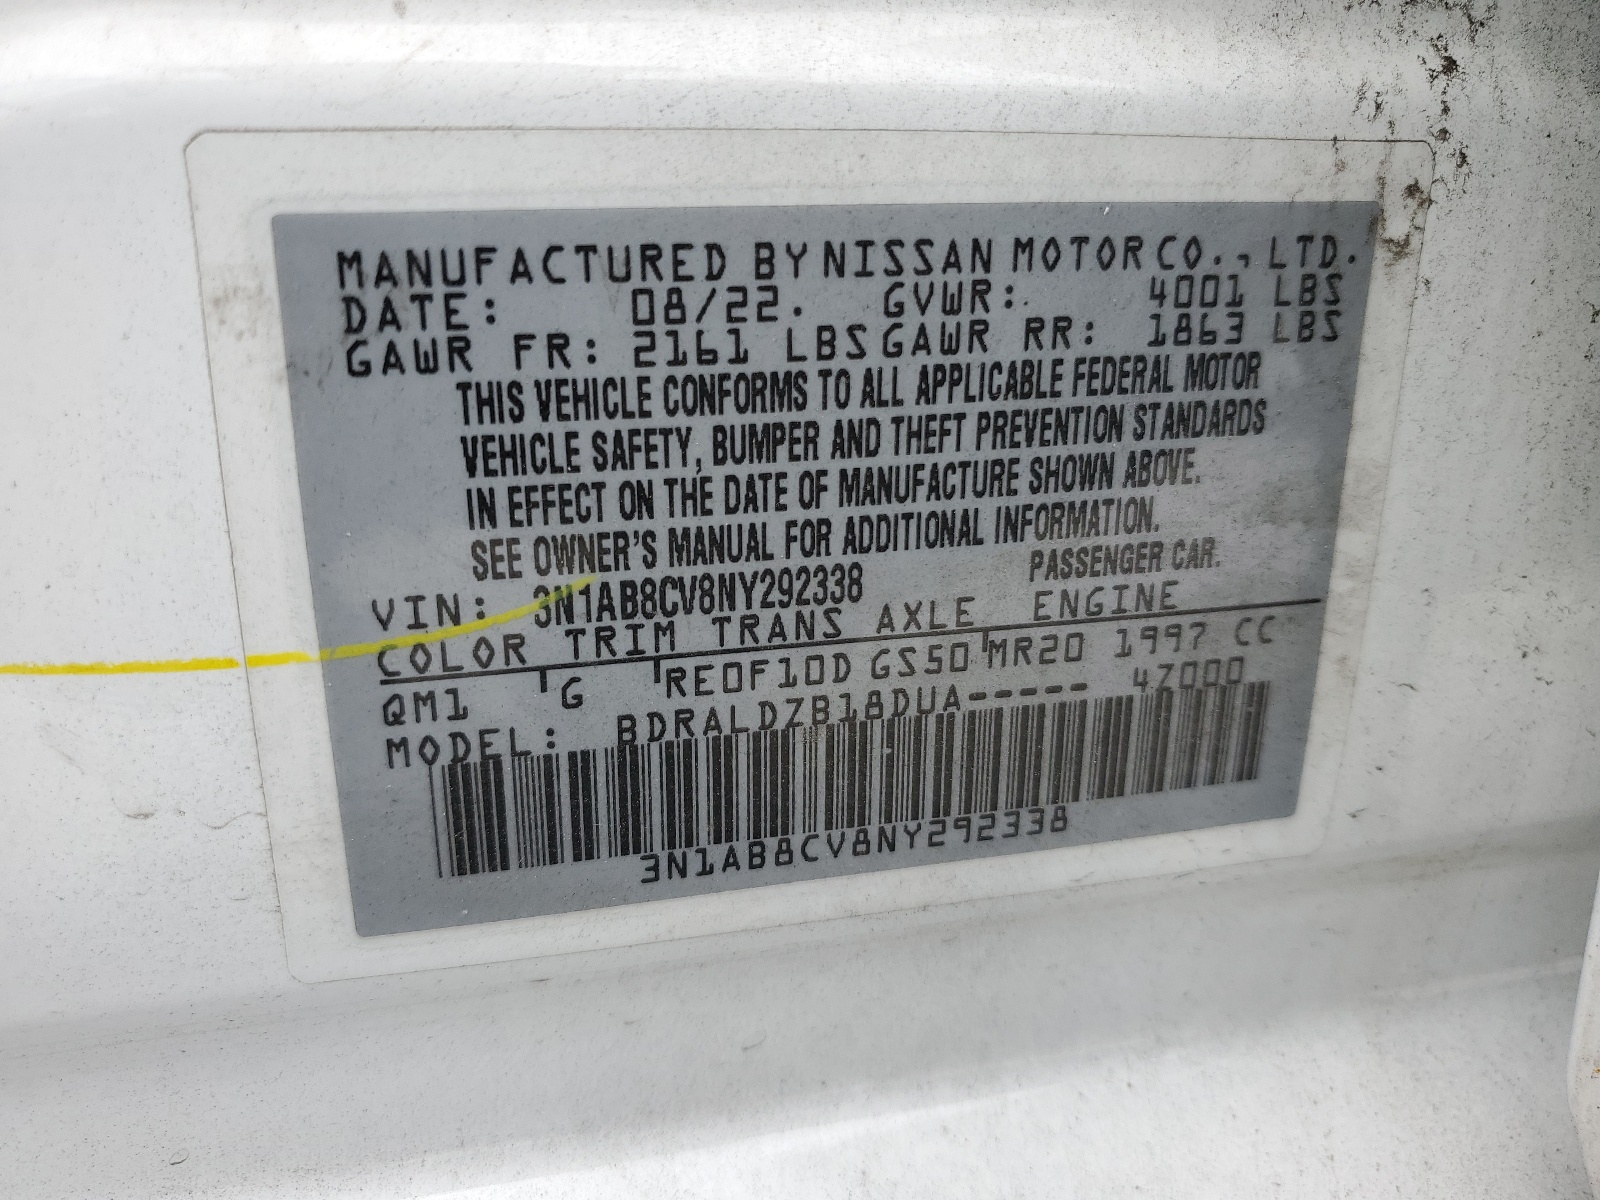 MANUFACTURED BY NISSAN MOTOR CO., LTD.
DATE: 08/22. GVWR: 4001 LBS
GAWR FR: 2161 LBS GAWR RR: 1863 LBS
THIS VEHICLE CONFORMS TO ALL APPLICABLE FEDERAL MOTOR
VEHICLE SAFETY, BUMPER AND THEFT PREVENTION STANDARDS
IN EFFECT ON THE DATE OF MANUFACTURE SHOWN ABOVE.
SEE OWNER'S MANUAL FOR ADDITIONAL INFORMATION.
VIN: 3N1AB8CV8NY292338 PASSENGER CAR.
COLOR TRIM TRANS AXLE ENGINE
QM1 G RE0F10D GS50 MR20 1997 CC
MODEL: BDRALDZB18DUA----- 47000
3N1AB8CV8NY292338